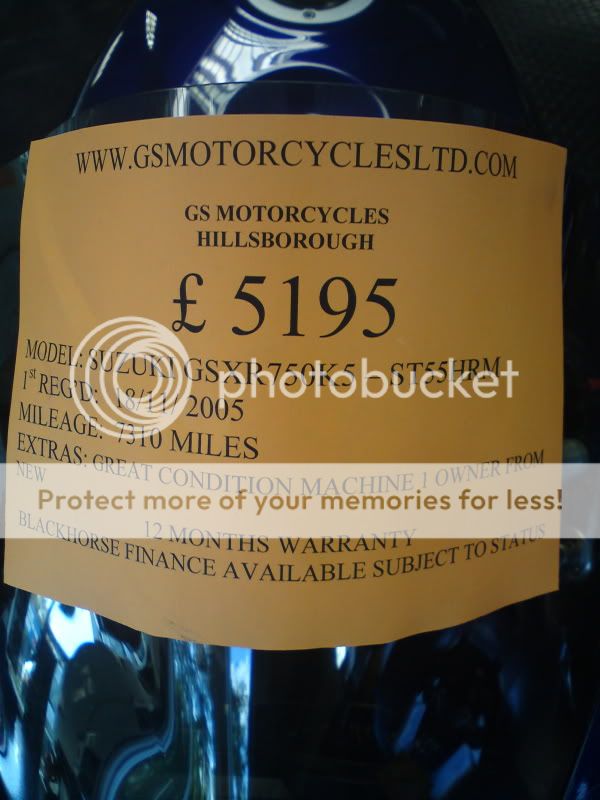 WWW.GSMOTORCYCLESLTD.COM
GS MOTORCYCLES
HILLSBOROUGH
£ 5195
MODEL: SUZUKI GSXR750K5 - ST55HRM
1st REG'D: 18/11/2005
MILEAGE: 7310 MILES
EXTRAS: GREAT CONDITION MACHINE 1 OWNER FROM
NEW
12 MONTHS WARRANTY
BLACKHORSE FINANCE AVAILABLE SUBJECT TO STATUS
photobucket
Protect more of your memories for less!